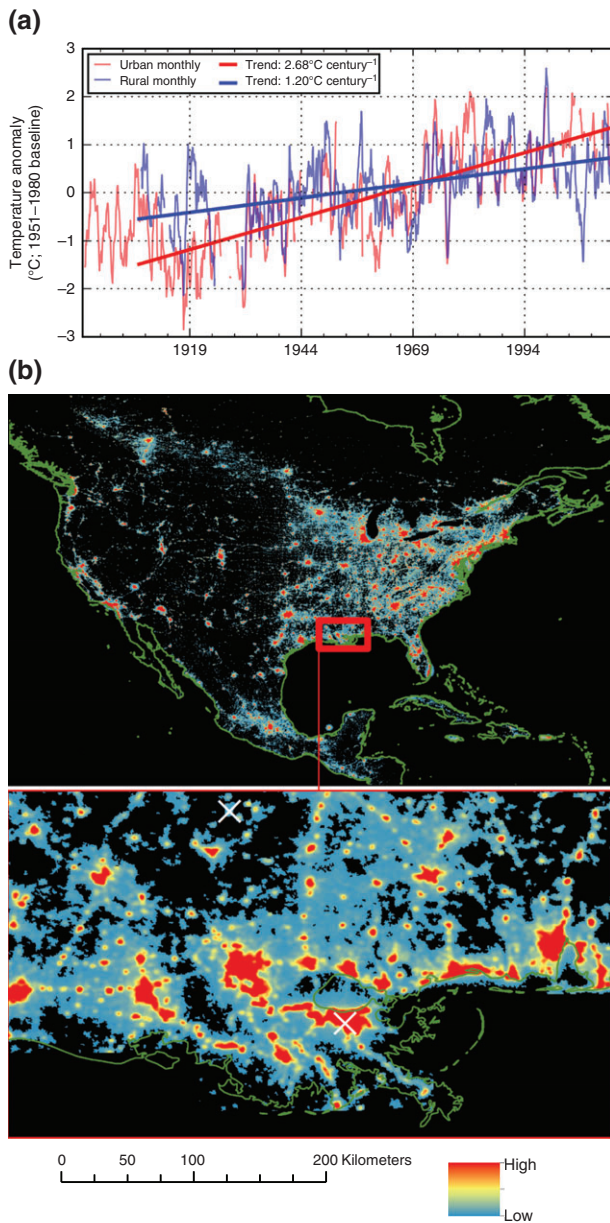 (a)
3
2
1
0
–1
–2
–3
Temperature anomaly
(°C; 1951–1980 baseline)
Urban monthly
Rural monthly
Trend: 2.68°C century⁻¹
Trend: 1.20°C century⁻¹
1919 1944 1969 1994
(b)
0 50 100 200 Kilometers
High
Low